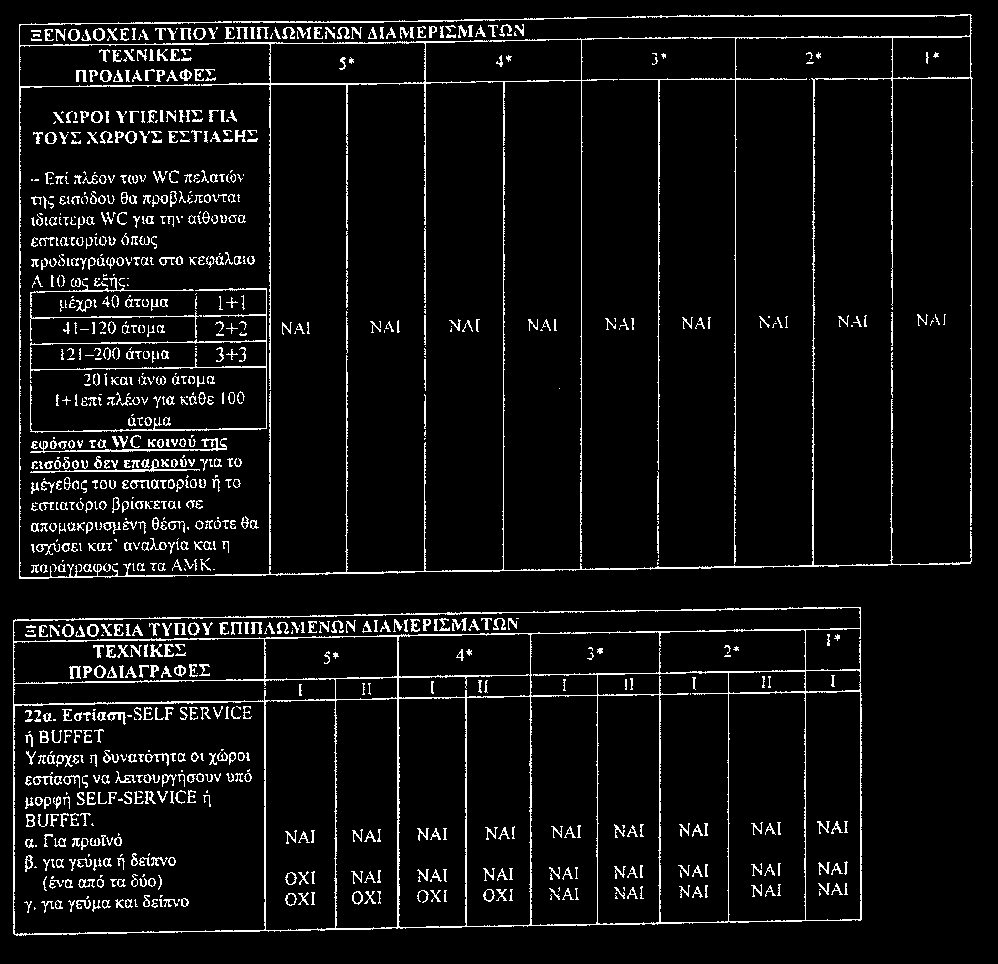 ΞΕΝΟΔΟΧΕΙΑ ΤΥΠΟΥ ΕΠΙΠΛΩΜΕΝΩΝ ΔΙΑΜΕΡΙΣΜΑΤΩΝ
ΤΕΧΝΙΚΕΣ
ΠΡΟΔΙΑΓΡΑΦΕΣ
5* 4* 3* 2* 1*
ΧΩΡΟΙ ΥΓΙΕΙΝΗΣ ΓΙΑ
ΤΟΥΣ ΧΩΡΟΥΣ ΕΣΤΙΑΣΗΣ
– Επί πλέον των WC πελατών
της εισόδου θα προβλέπονται
ιδιαίτερα WC για την αίθουσα
εστιατορίου όπως
προδιαγράφονται στο κεφάλαιο
Α.10 ως εξής:
μέχρι 40 άτομα 1+1
41–120 άτομα 2+2
121–200 άτομα 3+3
201και άνω άτομα
1+1επί πλέον για κάθε 100
άτομα
εφόσον τα WC κοινού της
εισόδου δεν επαρκούν για το
μέγεθος του εστιατορίου ή το
εστιατόριο βρίσκεται σε
απομακρυσμένη θέση, οπότε θα
ισχύσει κατ' αναλογία και η
παράγραφος για τα ΑΜΚ.
ΝΑΙ ΝΑΙ ΝΑΙ ΝΑΙ ΝΑΙ ΝΑΙ ΝΑΙ ΝΑΙ ΝΑΙ
ΞΕΝΟΔΟΧΕΙΑ ΤΥΠΟΥ ΕΠΙΠΛΩΜΕΝΩΝ ΔΙΑΜΕΡΙΣΜΑΤΩΝ
ΤΕΧΝΙΚΕΣ
ΠΡΟΔΙΑΓΡΑΦΕΣ
5* 4* 3* 2* 1*
I II I II I II I II I
22α. Εστίαση-SELF SERVICE
ή BUFFET
Υπάρχει η δυνατότητα οι χώροι
εστίασης να λειτουργήσουν υπό
μορφή SELF-SERVICE ή
BUFFET.
α. Για πρωϊνό ΝΑΙ ΝΑΙ ΝΑΙ ΝΑΙ ΝΑΙ ΝΑΙ ΝΑΙ ΝΑΙ ΝΑΙ
β. για γεύμα ή δείπνο
(ένα από τα δύο) ΟΧΙ ΝΑΙ ΝΑΙ ΝΑΙ ΝΑΙ ΝΑΙ ΝΑΙ ΝΑΙ ΝΑΙ
γ. για γεύμα και δείπνο ΟΧΙ ΟΧΙ ΟΧΙ ΟΧΙ ΝΑΙ ΝΑΙ ΝΑΙ ΝΑΙ ΝΑΙ